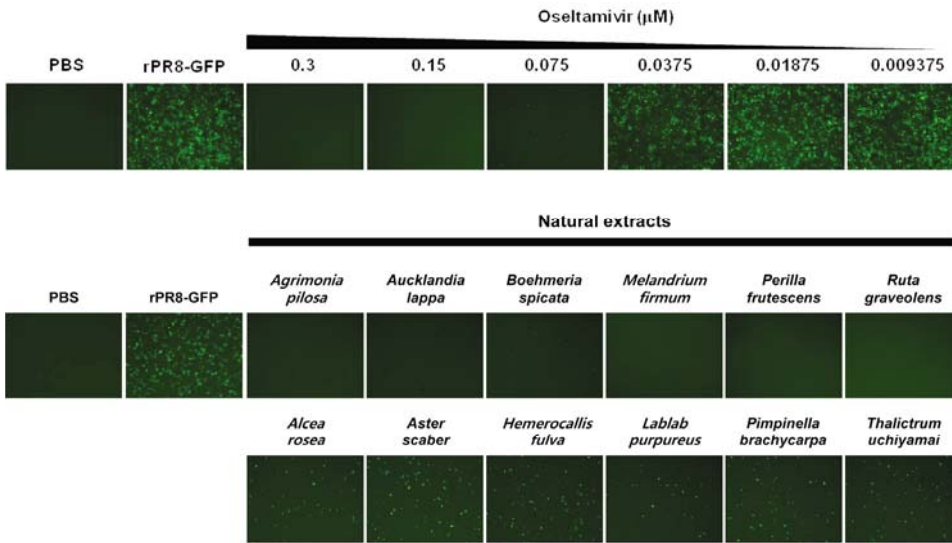 Oseltamivir (μM)
PBS rPR8-GFP 0.3 0.15 0.075 0.0375 0.01875 0.009375
Natural extracts
PBS rPR8-GFP Agrimonia Aucklandia Boehmeria Melandrium Perilla Ruta
pilosa lappa spicata firmum frutescens graveolens
Alcea Aster Hemerocallis Lablab Pimpinella Thalictrum
rosea scaber fulva purpureus brachycarpa uchiyamai